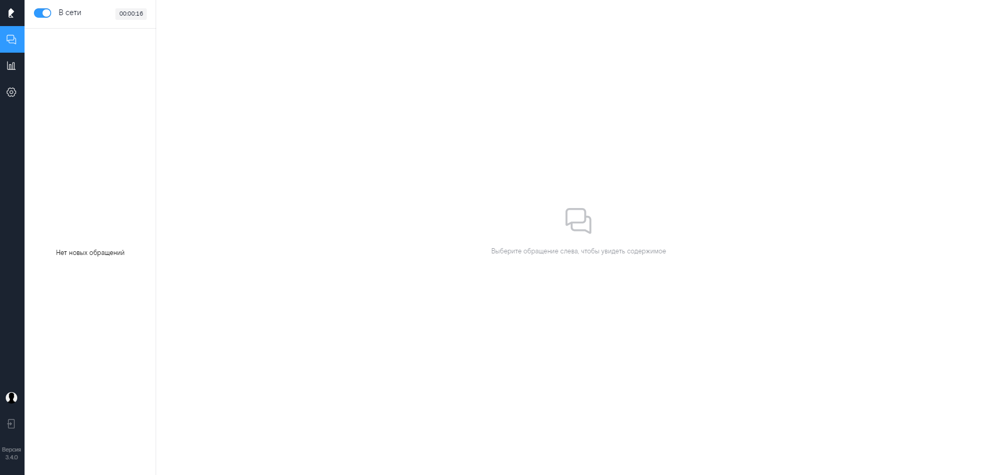 В сети
00:00:16
Нет новых обращений
Выберите обращение слева, чтобы увидеть содержимое
Версия
3.4.0